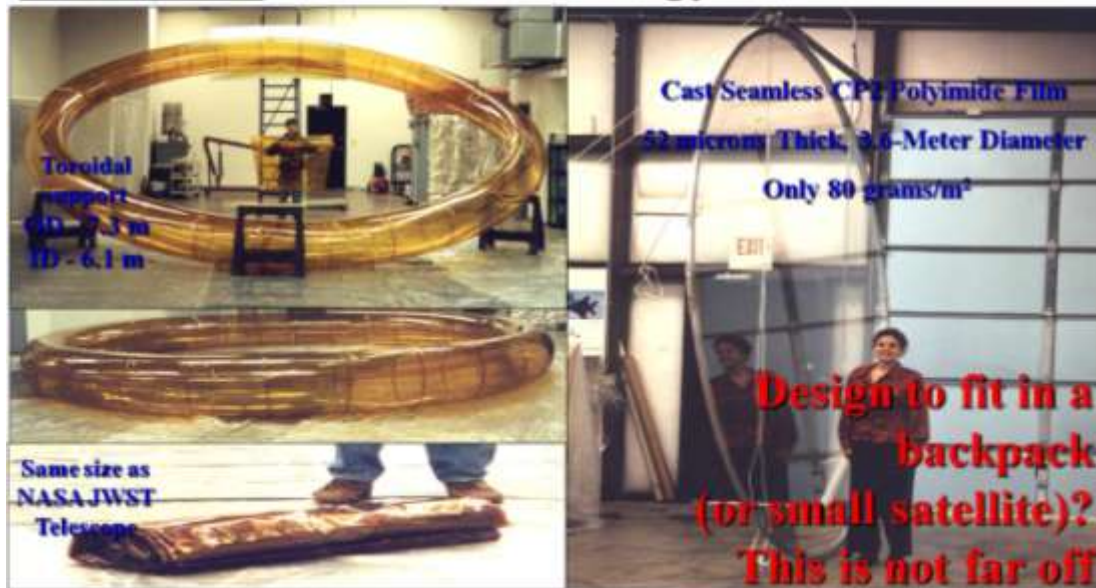 Toroidal
support
OD - 7.3 m
ID - 6.1 m
Same size as
NASA JWST
Telescope
Cast Seamless CP2 Polyimide Film
52 microns Thick, 3.6-Meter Diameter
Only 80 grams/m²
EXIT
Design to fit in a
backpack
(or small satellite)?
This is not far off